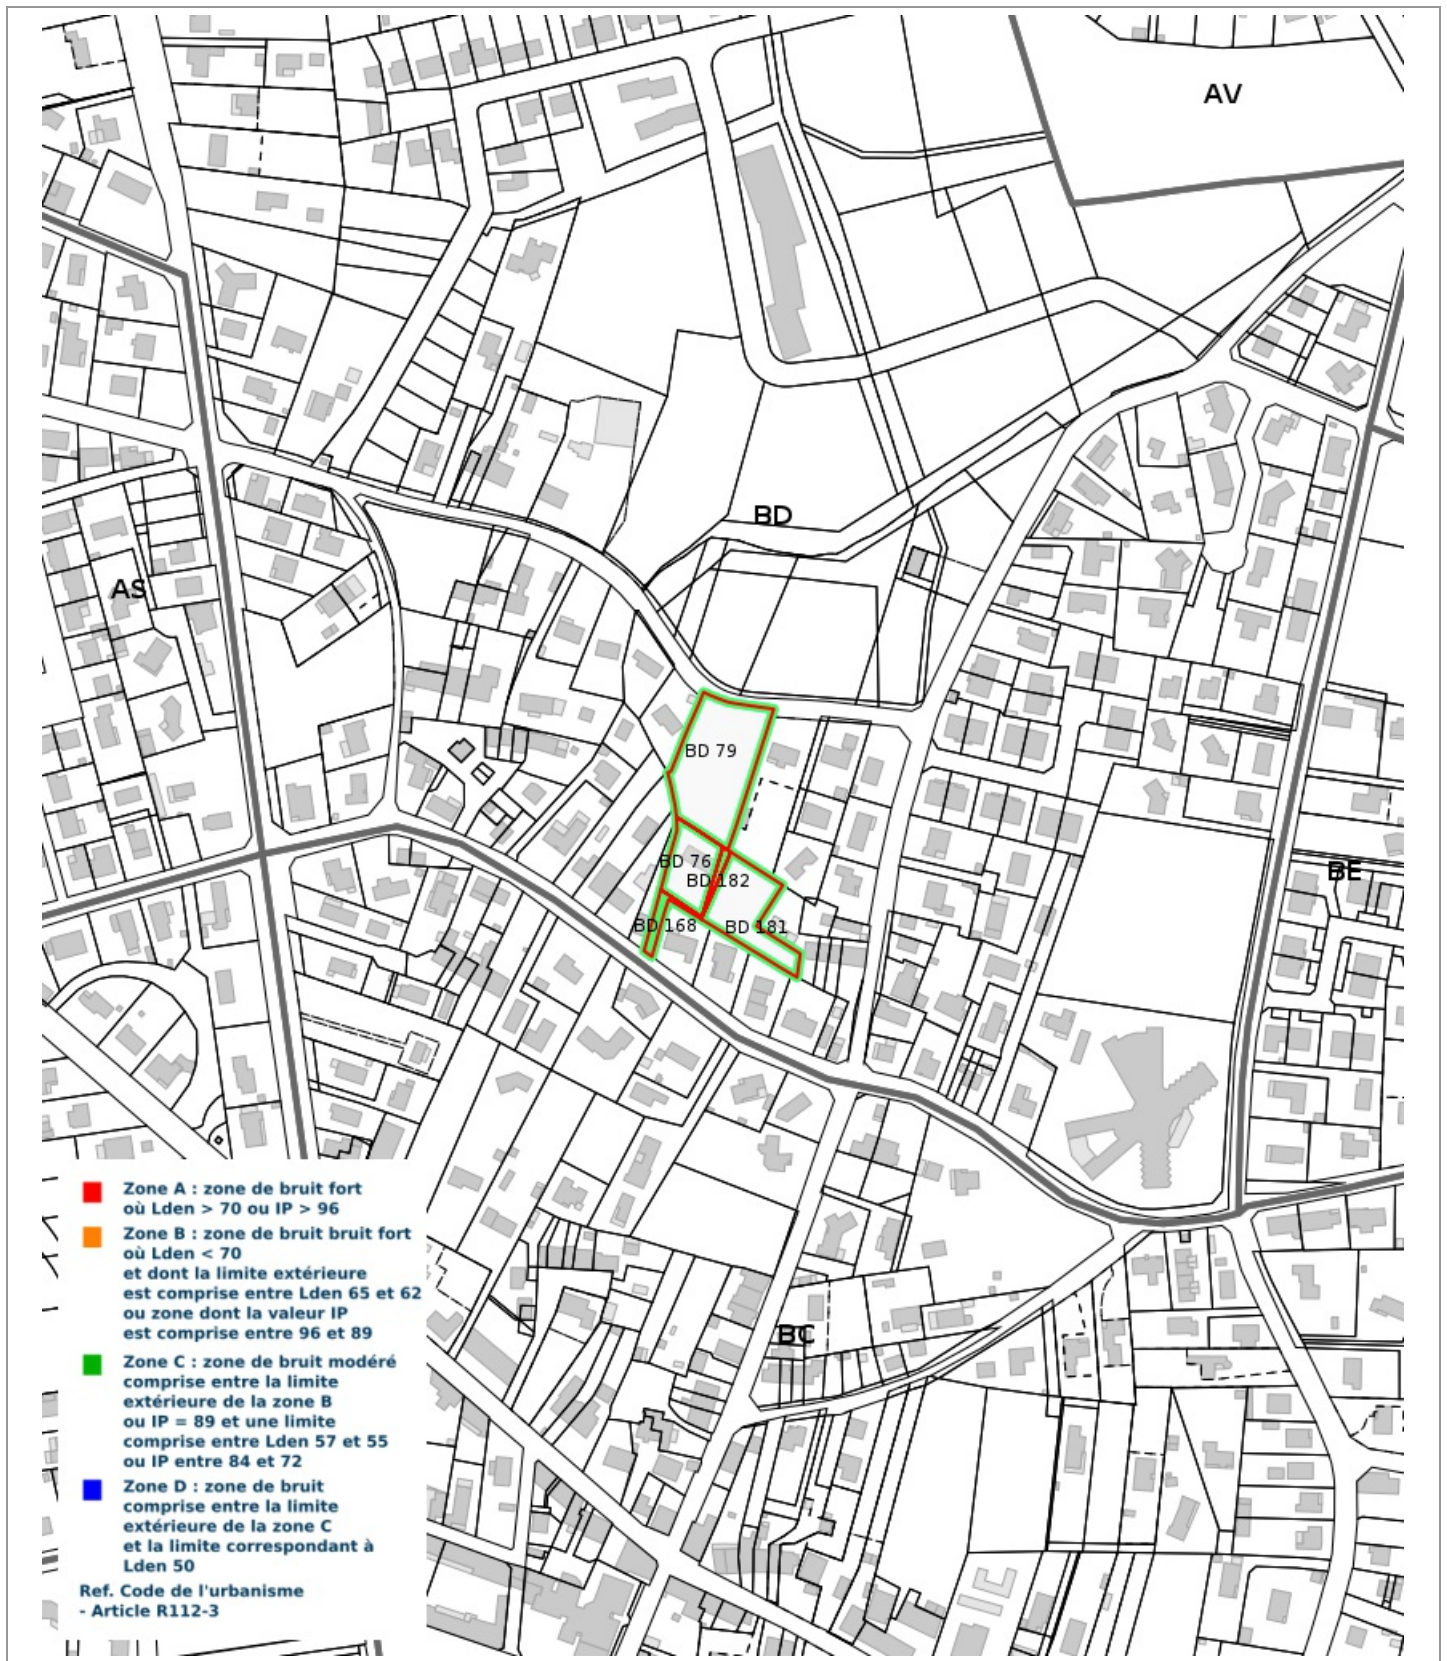 AV
BD
AS
BD 79
BD 76
BD 182
BE
BD 168
BD 181
Zone A : zone de bruit fort
où Lden > 70 ou IP > 96
Zone B : zone de bruit bruit fort
où Lden < 70
et dont la limite extérieure
est comprise entre Lden 65 et 62
ou zone dont la valeur IP
est comprise entre 96 et 89
BC
Zone C : zone de bruit modéré
comprise entre la limite
extérieure de la zone B
ou IP = 89 et une limite
comprise entre Lden 57 et 55
ou IP entre 84 et 72
Zone D : zone de bruit
comprise entre la limite
extérieure de la zone C
et la limite correspondant à
Lden 50
Ref. Code de l'urbanisme
- Article R112-3